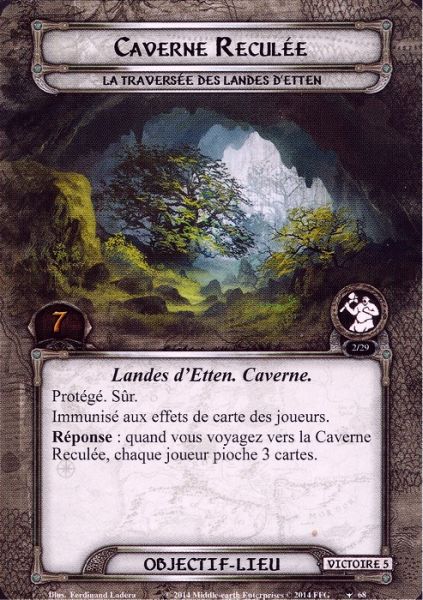 Caverne Reculée
La Traversée des Landes d'Etten
7
2/29
Landes d'Etten. Caverne.
Protégé. Sûr.
Immunisé aux effets de carte des joueurs.
Réponse : quand vous voyagez vers la Caverne
Reculée, chaque joueur pioche 3 cartes.
Victoire 5
Objectif-Lieu
Illus. Ferdinand Ladera © 2014 Middle-earth Enterprises © 2014 FFG 68